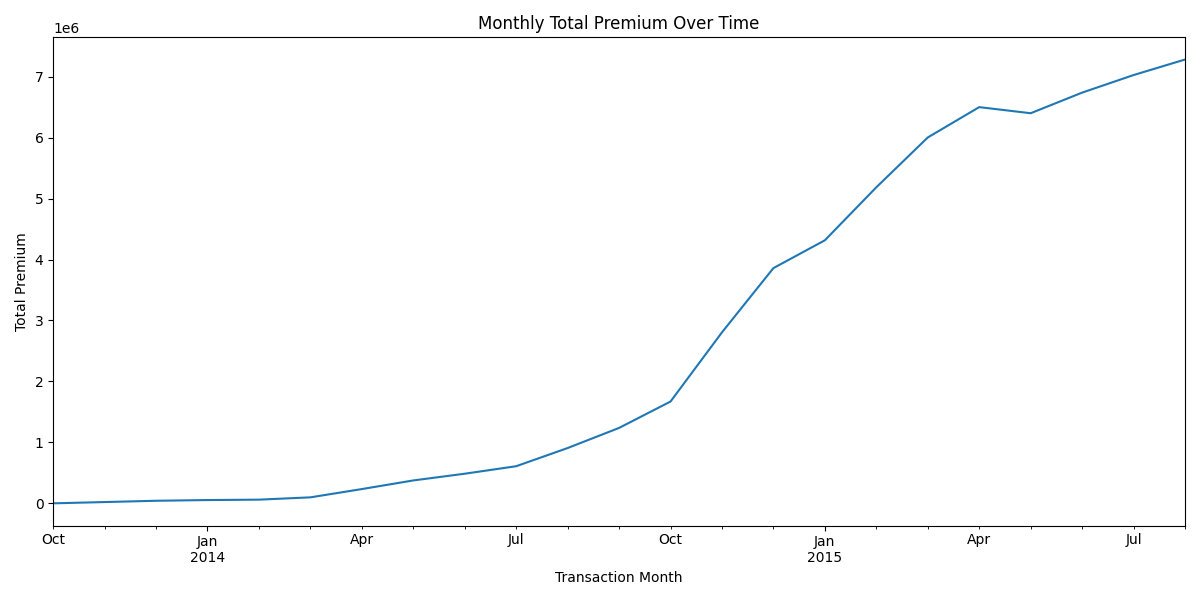 Monthly Total Premium Over Time
1e6
7
6
5
4
3
2
1
0
Total Premium
Oct Jan Apr Jul Oct Jan Apr Jul
2014 2015
Transaction Month